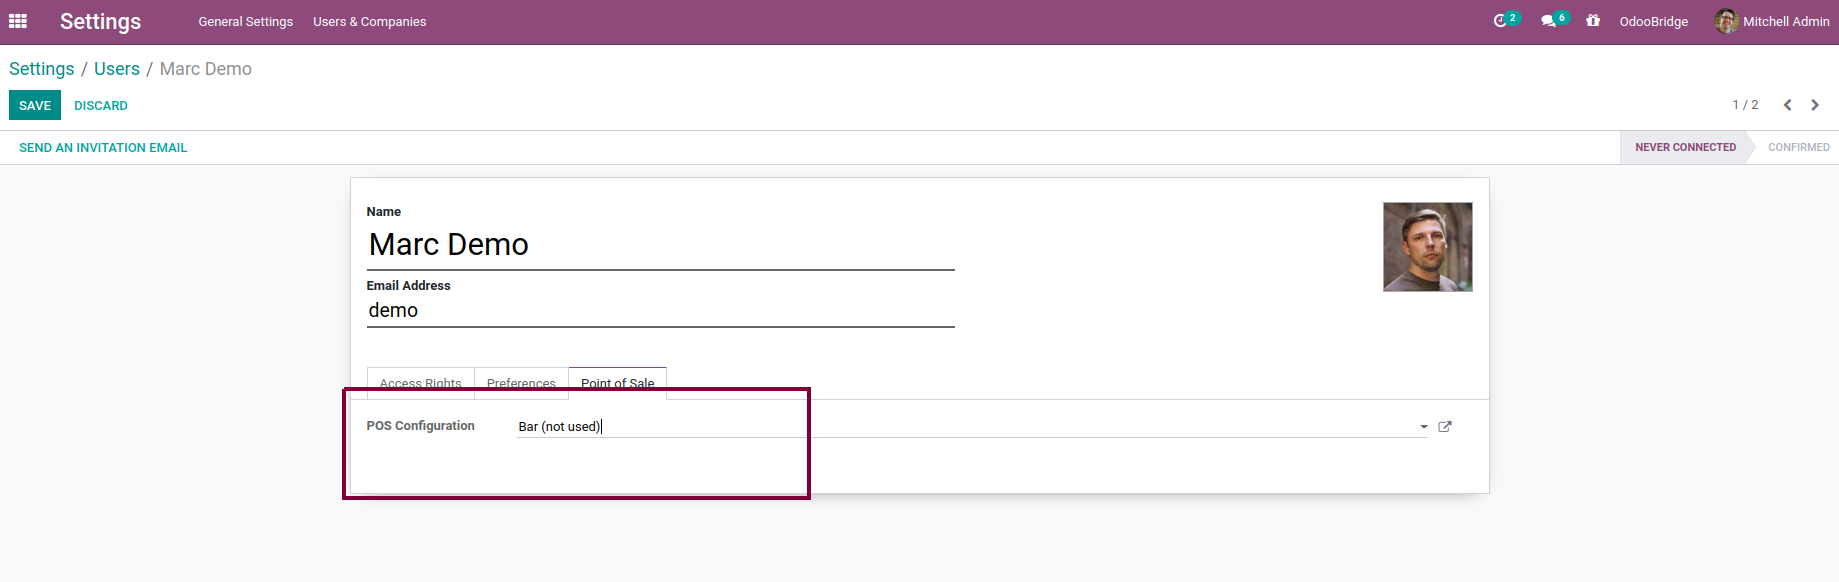 Settings General Settings Users & Companies 2 6 OdooBridge Mitchell Admin
Settings / Users / Marc Demo
SAVE DISCARD 1 / 2
SEND AN INVITATION EMAIL NEVER CONNECTED CONFIRMED
Name
Marc Demo
Email Address
demo
Access Rights Preferences Point of Sale
POS Configuration Bar (not used)